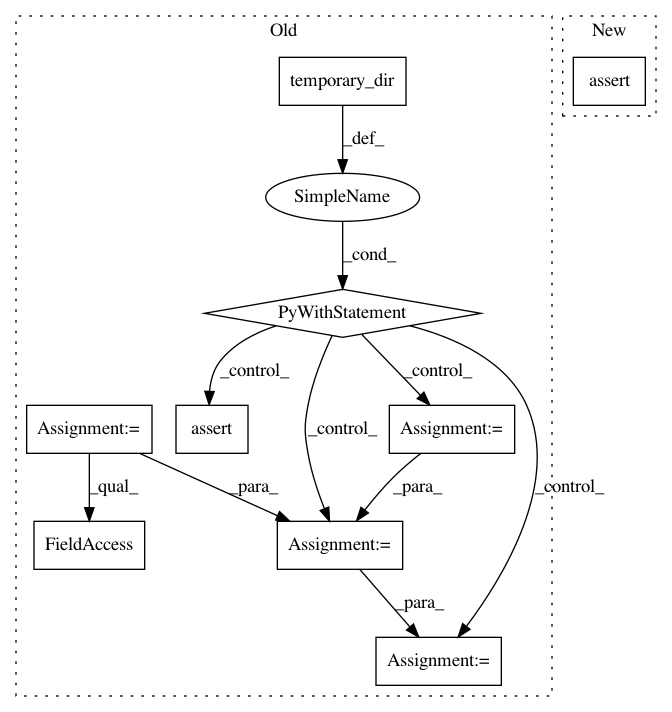 Old
New
temporary_dir
assert
_def_
SimpleName
_cond_
PyWithStatement
_control_
_control_
_control_
_control_
Assignment:=
assert
Assignment:=
_qual_
_para_
_para_
FieldAccess
Assignment:=
_para_
Assignment:=